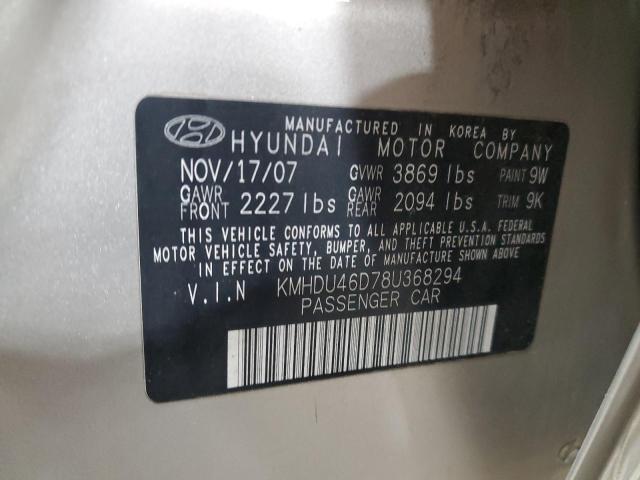 MANUFACTURED IN KOREA BY
HYUNDAI MOTOR COMPANY
NOV/17/07 GVWR 3869 lbs PAINT 9W
GAWR FRONT 2227 lbs GAWR REAR 2094 lbs TRIM 9K
THIS VEHICLE CONFORMS TO ALL APPLICABLE U.S.A. FEDERAL
MOTOR VEHICLE SAFETY, BUMPER, AND THEFT PREVENTION STANDARDS
IN EFFECT ON THE DATE OF MANUFACTURE SHOWN ABOVE.
V.I.N KMHDU46D78U368294
PASSENGER CAR